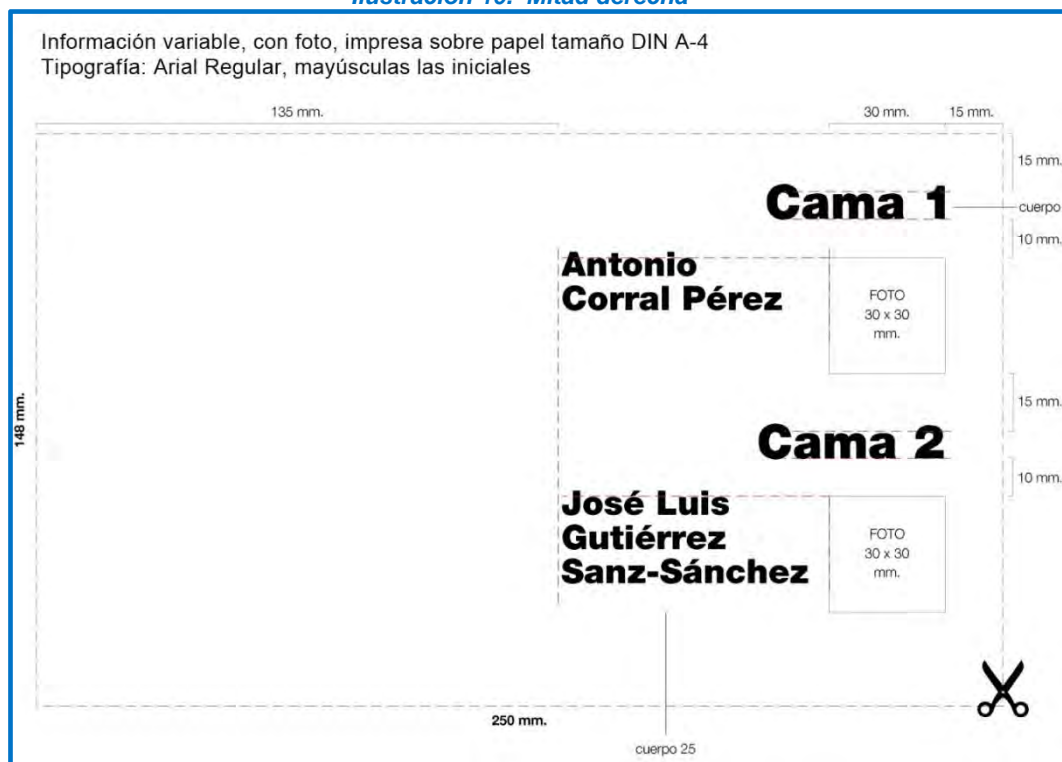 Ilustración 10: Mitad derecha
Información variable, con foto, impresa sobre papel tamaño DIN A-4
Tipografía: Arial Regular, mayúsculas las iniciales
135 mm.
30 mm.
15 mm.
15 mm.
Cama 1
cuerpo
10 mm.
Antonio
Corral Pérez
FOTO
30 x 30
mm.
148 mm.
15 mm.
Cama 2
10 mm.
José Luis
Gutiérrez
Sanz-Sánchez
FOTO
30 x 30
mm.
250 mm.
cuerpo 25